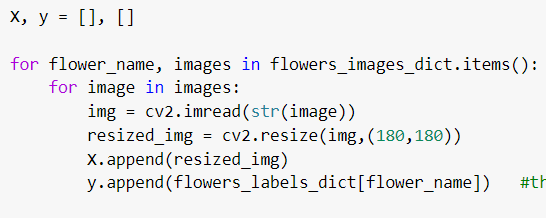 X, y = [], []
for flower_name, images in flowers_images_dict.items():
for image in images:
img = cv2.imread(str(image))
resized_img = cv2.resize(img,(180,180))
X.append(resized_img)
y.append(flowers_labels_dict[flower_name]) #th